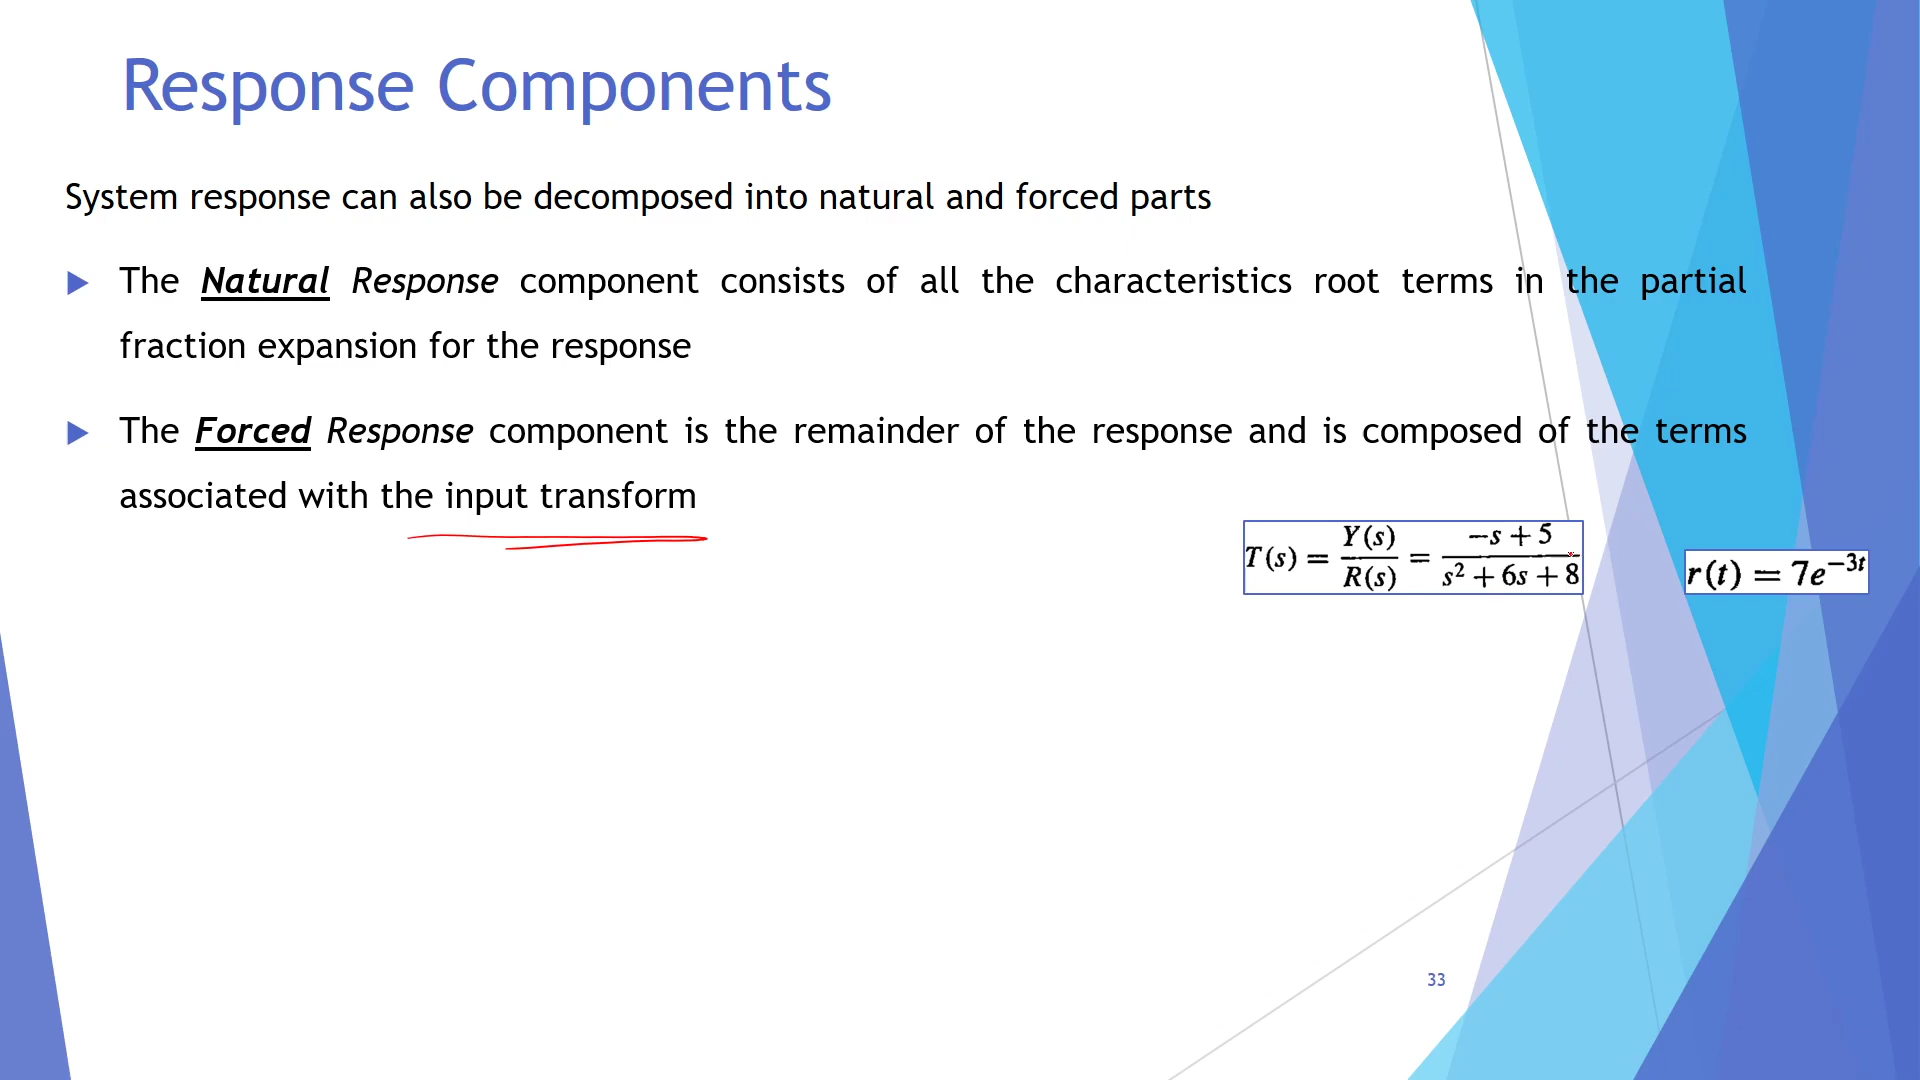 Response Components
System response can also be decomposed into natural and forced parts
The Natural Response component consists of all the characteristics root terms in the partial
fraction expansion for the response
The Forced Response component is the remainder of the response and is composed of the terms
associated with the input transform
T(s) = Y(s)/R(s) = (-s + 5)/(s² + 6s + 8)
r(t) = 7e^{-3t}
33